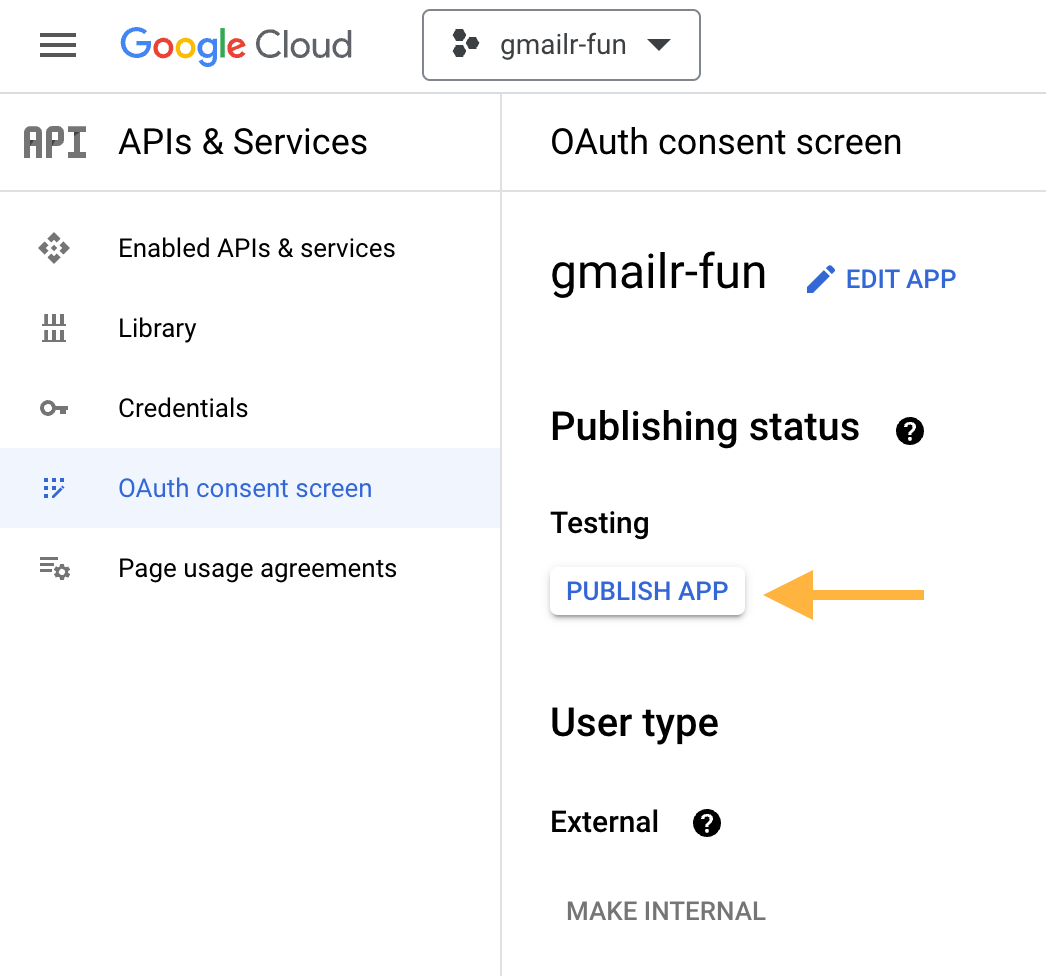 Google Cloud
gmailr-fun
API
APIs & Services
OAuth consent screen
Enabled APIs & services
Library
Credentials
OAuth consent screen
Page usage agreements
gmailr-fun
EDIT APP
Publishing status
?
Testing
PUBLISH APP
User type
External
?
MAKE INTERNAL